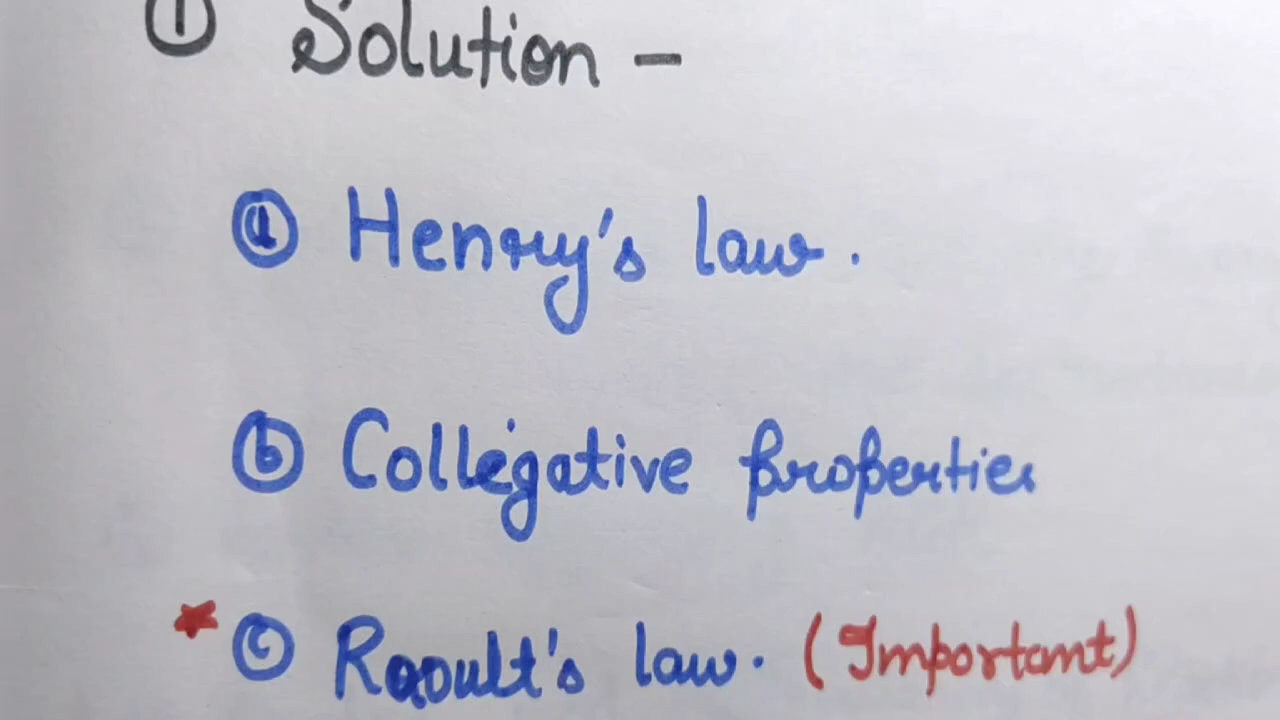 ① Solution –
ⓐ Henry's law.
ⓑ Collegative properties
★ ⓒ Raoult's law. (Important)